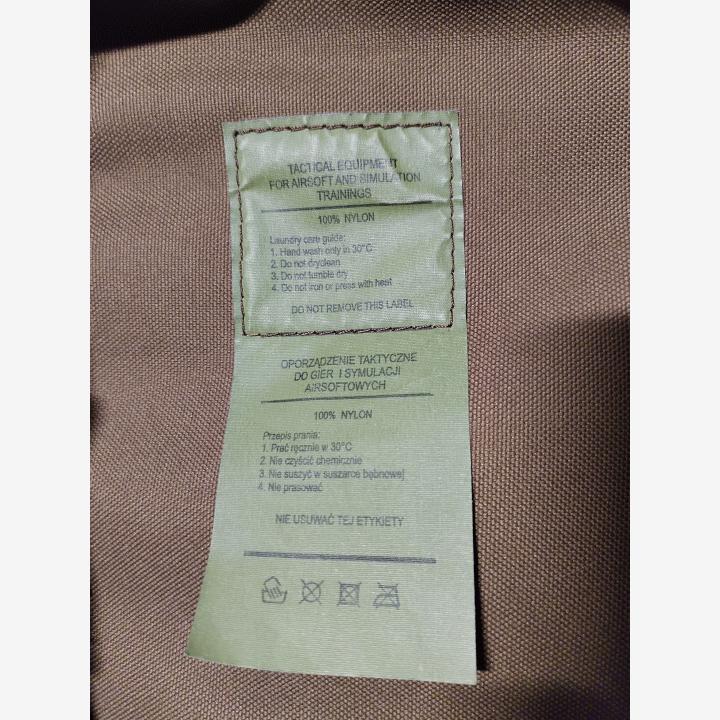 TACTICAL EQUIPMENT
FOR AIRSOFT AND SIMULATION
TRAININGS
100% NYLON
Laundry care guide:
1. Hand wash only in 30°C
2. Do not dryclean
3. Do not tumble dry
4. Do not iron or press with heat
DO NOT REMOVE THIS LABEL
OPORZĄDZENIE TAKTYCZNE
DO GIER I SYMULACJI
AIRSOFTOWYCH
100% NYLON
Przepis prania:
1. Prać ręcznie w 30°C
2. Nie czyścić chemicznie
3. Nie suszyć w suszarce bębnowej
4. Nie prasować
NIE USUWAĆ TEJ ETYKIETY